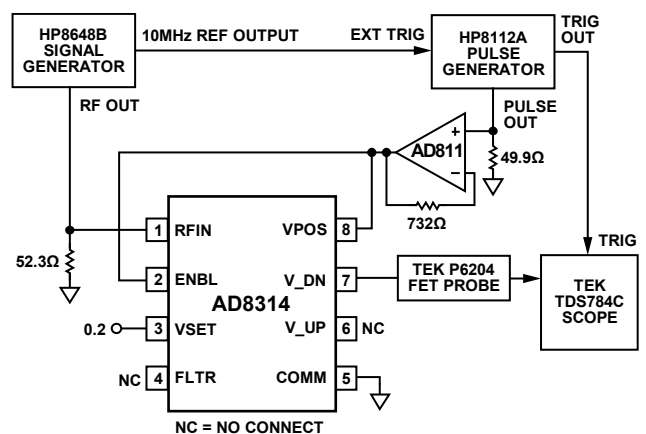 HP8648B
SIGNAL
GENERATOR
10MHz REF OUTPUT
EXT TRIG
HP8112A
PULSE
GENERATOR
TRIG
OUT
RF OUT
PULSE
OUT
+
AD811
−
49.9Ω
732Ω
52.3Ω
1 RFIN
VPOS 8
2 ENBL
V_DN 7
AD8314
0.2
3 VSET
V_UP 6 NC
NC 4 FLTR
COMM 5
TEK P6204
FET PROBE
TRIG
TEK
TDS784C
SCOPE
NC = NO CONNECT